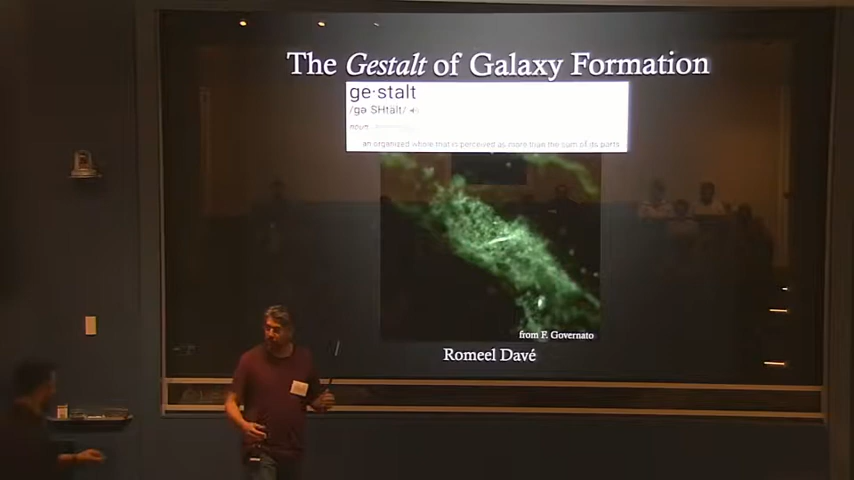 The Gestalt of Galaxy Formation
ge·stalt
/gə SHtält/
noun
an organized whole that is perceived as more than the sum of its parts
from F. Governato
Romeel Davé